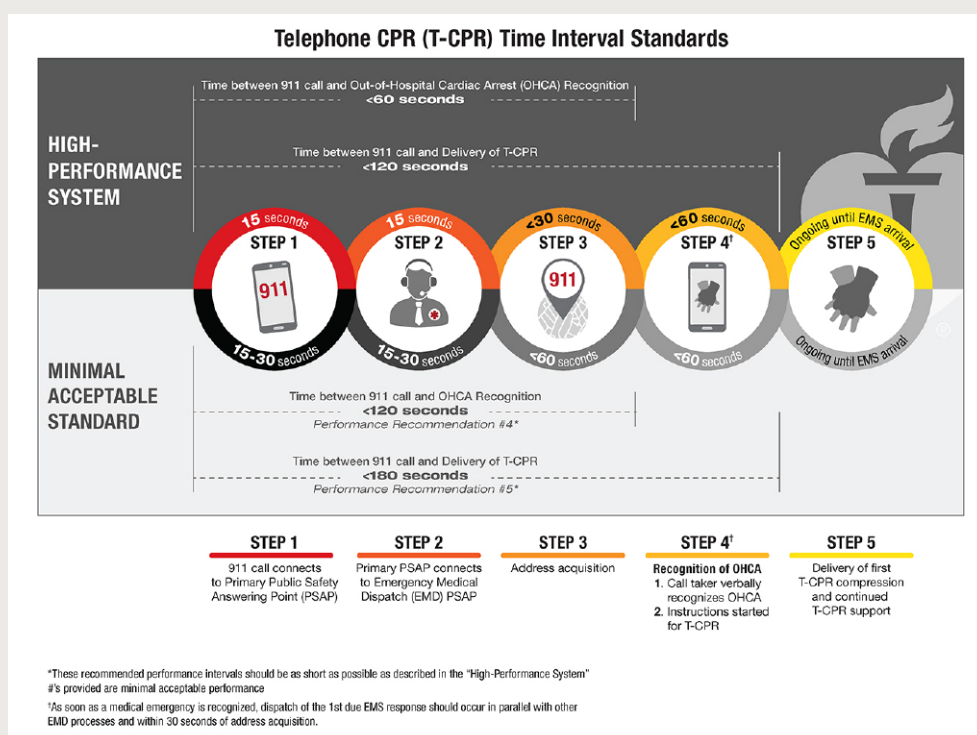 Telephone CPR (T-CPR) Time Interval Standards
Time between 911 call and Out-of-Hospital Cardiac Arrest (OHCA) Recognition
<60 seconds
HIGH-
PERFORMANCE
SYSTEM
Time between 911 call and Delivery of T-CPR
<120 seconds
15 seconds
STEP 1
911
15-30 seconds
15 seconds
STEP 2
15-30 seconds
<30 seconds
STEP 3
911
<60 seconds
<60 seconds
STEP 4†
<60 seconds
Ongoing until EMS arrival
STEP 5
Ongoing until EMS arrival
MINIMAL
ACCEPTABLE
STANDARD
Time between 911 call and OHCA Recognition
<120 seconds
Performance Recommendation #4*
Time between 911 call and Delivery of T-CPR
<180 seconds
Performance Recommendation #5*
STEP 1
911 call connects
to Primary Public Safety
Answering Point (PSAP)
STEP 2
Primary PSAP connects
to Emergency Medical
Dispatch (EMD) PSAP
STEP 3
Address acquisition
STEP 4†
Recognition of OHCA
1. Call taker verbally
recognizes OHCA
2. Instructions started
for T-CPR
STEP 5
Delivery of first
T-CPR compression
and continued
T-CPR support
*These recommended performance intervals should be as short as possible as described in the “High-Performance System”
#'s provided are minimal acceptable performance
†As soon as a medical emergency is recognized, dispatch of the 1st due EMS response should occur in parallel with other
EMD processes and within 30 seconds of address acquisition.